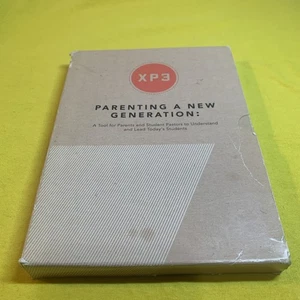 XP3
PARENTING A NEW
GENERATION:
A Tool for Parents and Student Pastors to Understand
and Lead Today's Students